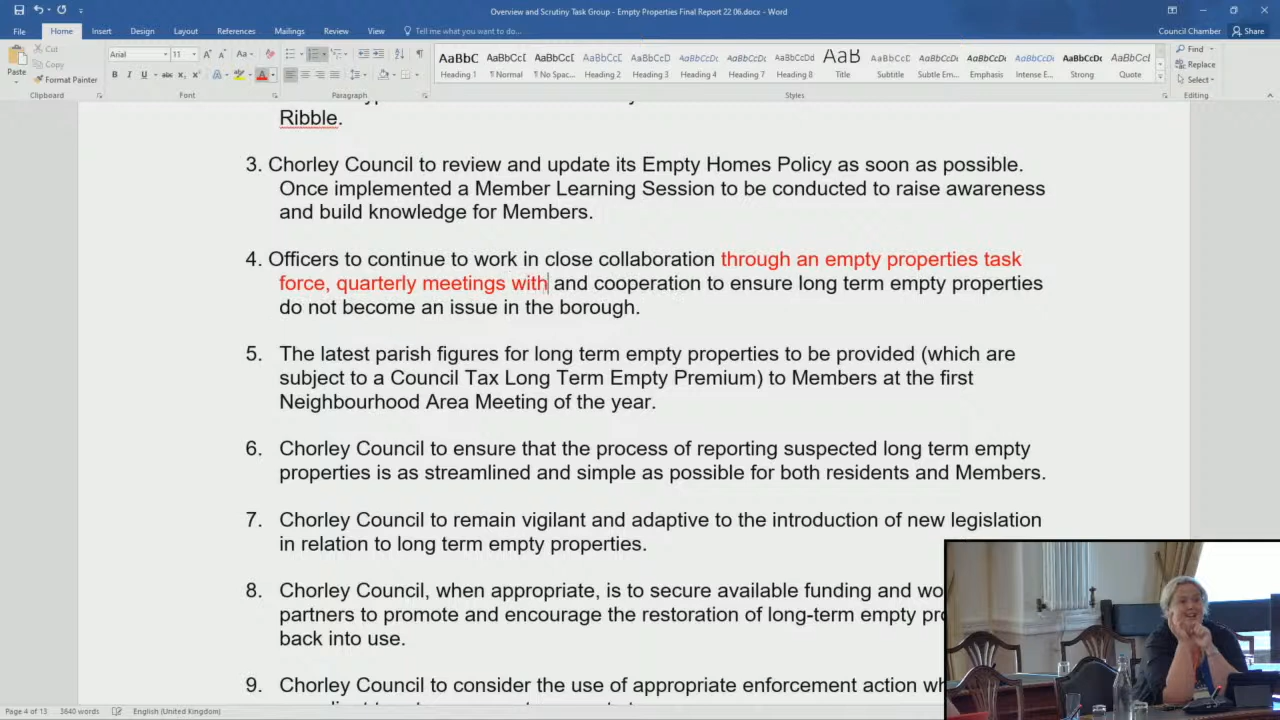 Overview and Scrutiny Task Group - Empty Properties Final Report 22 06.docx - Word
File Home Insert Design Layout References Mailings Review View Tell me what you want to do... Council Chamber Share
Paste Cut Copy Format Painter
Arial 11
AaBbC AaBbCcI AaBbCcI AaBbCcD AaBbCcD AaBbCcD AaBbCcD AaBbCcD AaB AaBbCcD AaBbCcD AaBbCcDc AaBbCcD AaBbCcDc AaBbCcI
Heading 1 ¶ Normal ¶ No Spac... Heading 2 Heading 3 Heading 4 Heading 7 Heading 8 Title Subtitle Subtle Em... Emphasis Intense E... Strong Quote
Find Replace Select
Clipboard Font Paragraph Styles Editing
Ribble.
3. Chorley Council to review and update its Empty Homes Policy as soon as possible.
Once implemented a Member Learning Session to be conducted to raise awareness
and build knowledge for Members.
4. Officers to continue to work in close collaboration through an empty properties task
force, quarterly meetings with and cooperation to ensure long term empty properties
do not become an issue in the borough.
5. The latest parish figures for long term empty properties to be provided (which are
subject to a Council Tax Long Term Empty Premium) to Members at the first
Neighbourhood Area Meeting of the year.
6. Chorley Council to ensure that the process of reporting suspected long term empty
properties is as streamlined and simple as possible for both residents and Members.
7. Chorley Council to remain vigilant and adaptive to the introduction of new legislation
in relation to long term empty properties.
8. Chorley Council, when appropriate, is to secure available funding and wo
partners to promote and encourage the restoration of long-term empty pro
back into use.
9. Chorley Council to consider the use of appropriate enforcement action wh
Page 4 of 13 3640 words English (United Kingdom)